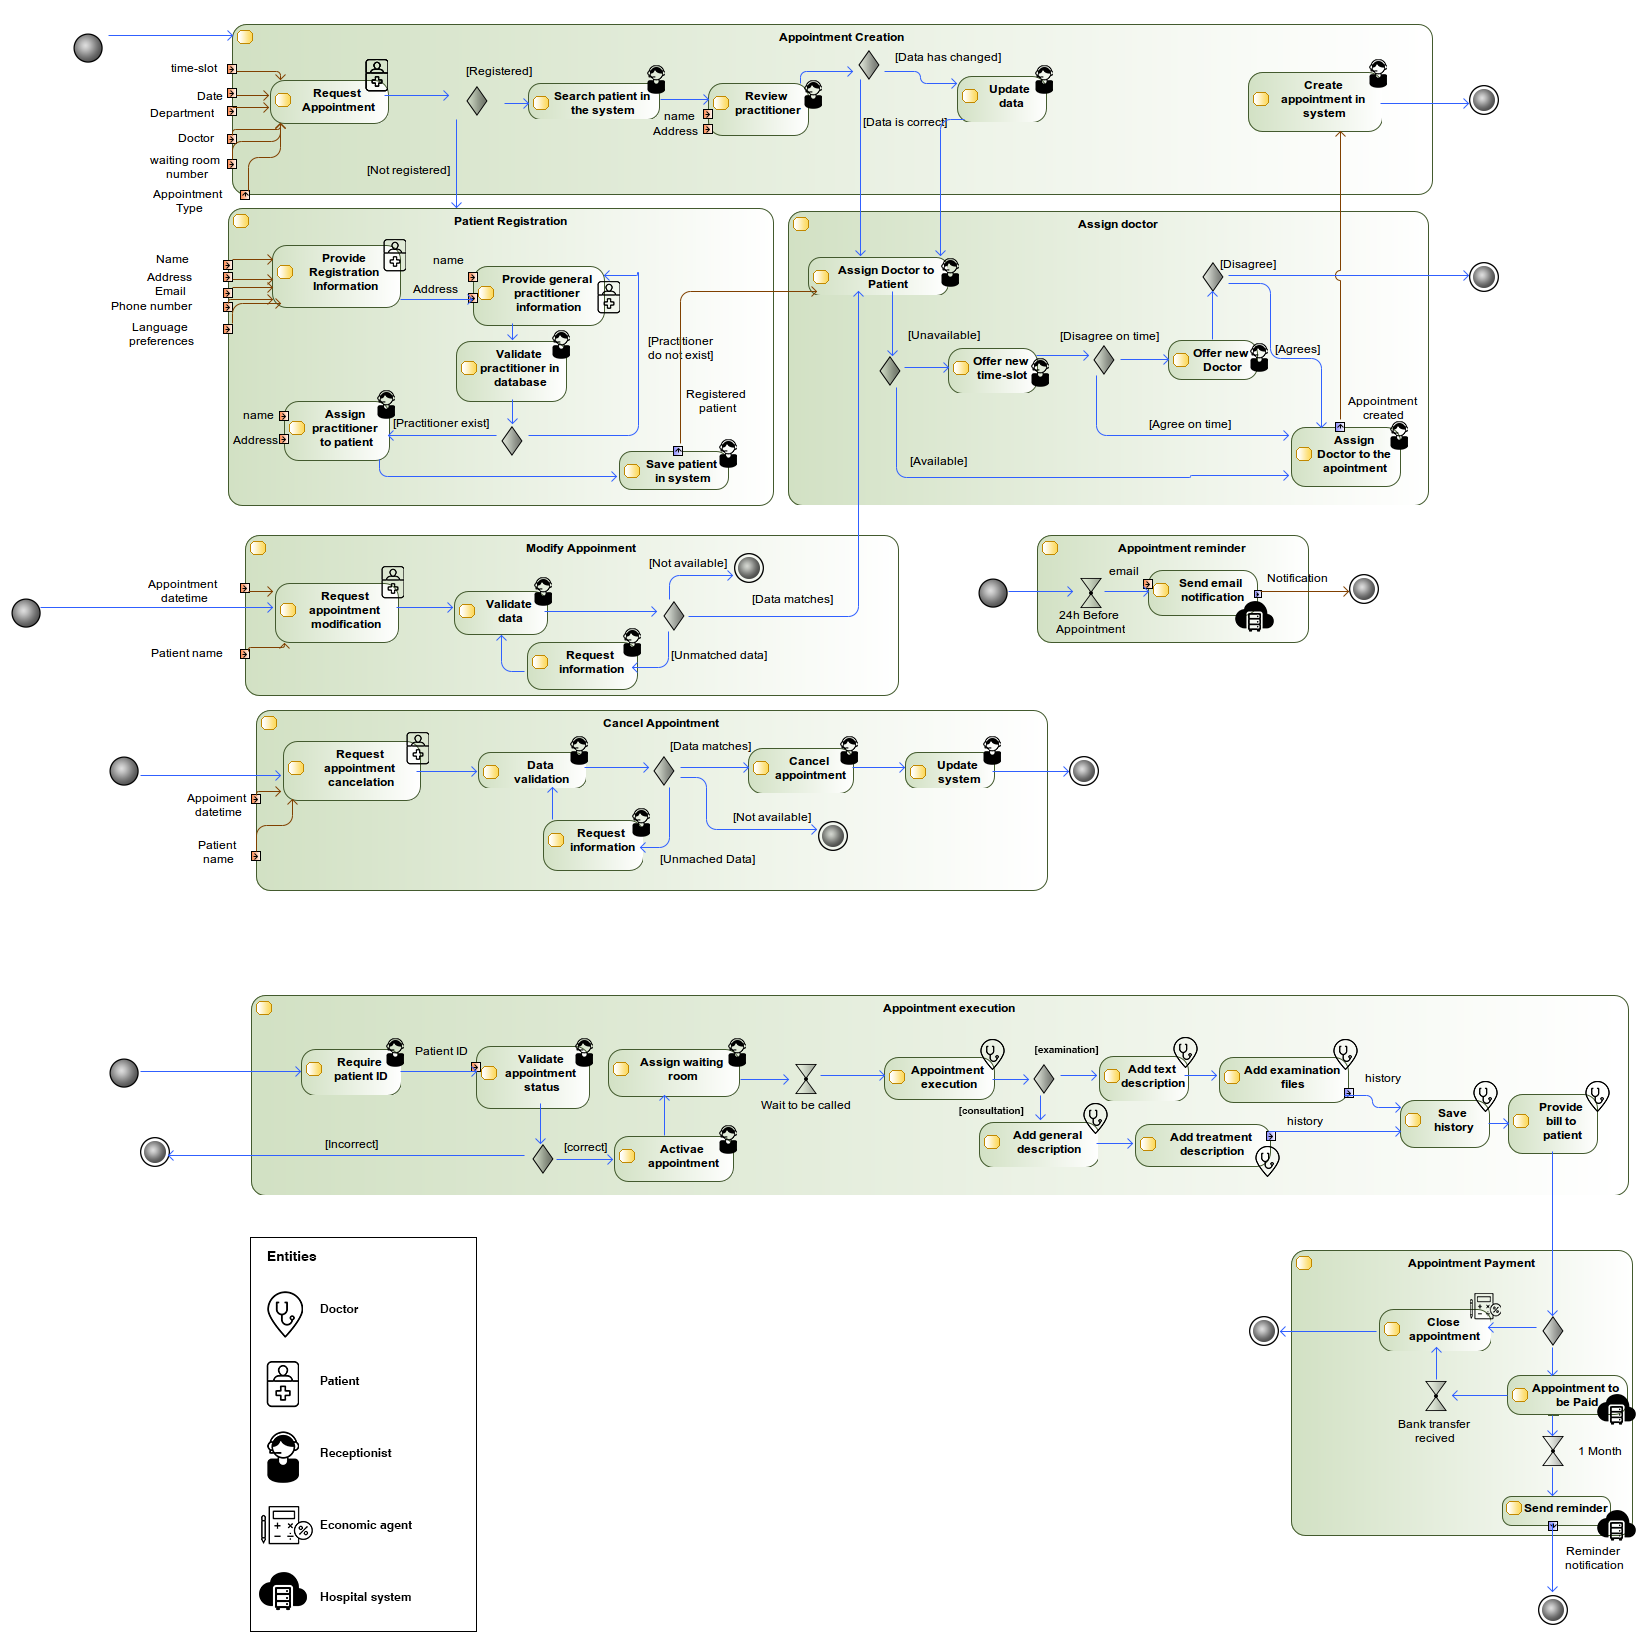 Appointment Creation
time-slot
Date
Department
Doctor
waiting room
number
Appointment
Type
Request
Appointment
[Registered]
[Not registered]
Search patient in
the system
name
Address
Review
practitioner
[Data has changed]
[Data is correct]
Update
data
Create
appointment in
system
Patient Registration
Name
Address
Email
Phone number
Language
preferences
Provide
Registration
Information
name
Address
Provide general
practitioner
information
Validate
practitioner in
database
[Practitioner
do not exist]
[Practitioner exist]
name
Address
Assign
practitioner
to patient
Registered
patient
Save patient
in system
Assign doctor
Assign Doctor to
Patient
[Unavailable]
[Available]
Offer new
time-slot
[Disagree on time]
[Agree on time]
Offer new
Doctor
[Disagree]
[Agrees]
Appointment
created
Assign
Doctor to the
apointment
Modify Appoinment
Appointment
datetime
Patient name
Request
appointment
modification
Validate
data
Request
information
[Not available]
[Data matches]
[Unmatched data]
Appointment reminder
24h Before
Appointment
email
Send email
notification
Notification
Cancel Appointment
Appoiment
datetime
Patient
name
Request
appointment
cancelation
Data
validation
Request
information
[Data matches]
[Not available]
[Unmached Data]
Cancel
appointment
Update
system
Appointment execution
Require
patient ID
Patient ID
Validate
appointment
status
[Incorrect]
[correct]
Activae
appointment
Assign waiting
room
Wait to be called
Appointment
execution
[examination]
[consultation]
Add text
description
Add examination
files
history
Add general
description
Add treatment
description
history
Save
history
Provide
bill to
patient
Appointment Payment
Close
appointment
Appointment to
be Paid
Bank transfer
recived
1 Month
Send reminder
Reminder
notification
Entities
Doctor
Patient
Receptionist
Economic agent
Hospital system